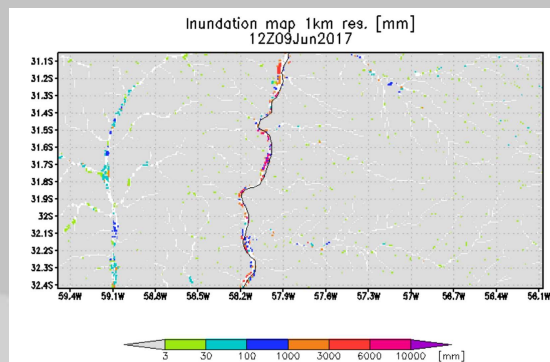 Inundation map 1km res. [mm]
12Z09Jun2017
31.1S
31.2S
31.3S
31.4S
31.5S
31.6S
31.7S
31.8S
31.9S
32S
32.1S
32.2S
32.3S
32.4S
59.4W 59.1W 58.8W 58.5W 58.2W 57.9W 57.6W 57.3W 57W 56.7W 56.4W 56.1W
3 30 100 1000 3000 6000 10000 [mm]